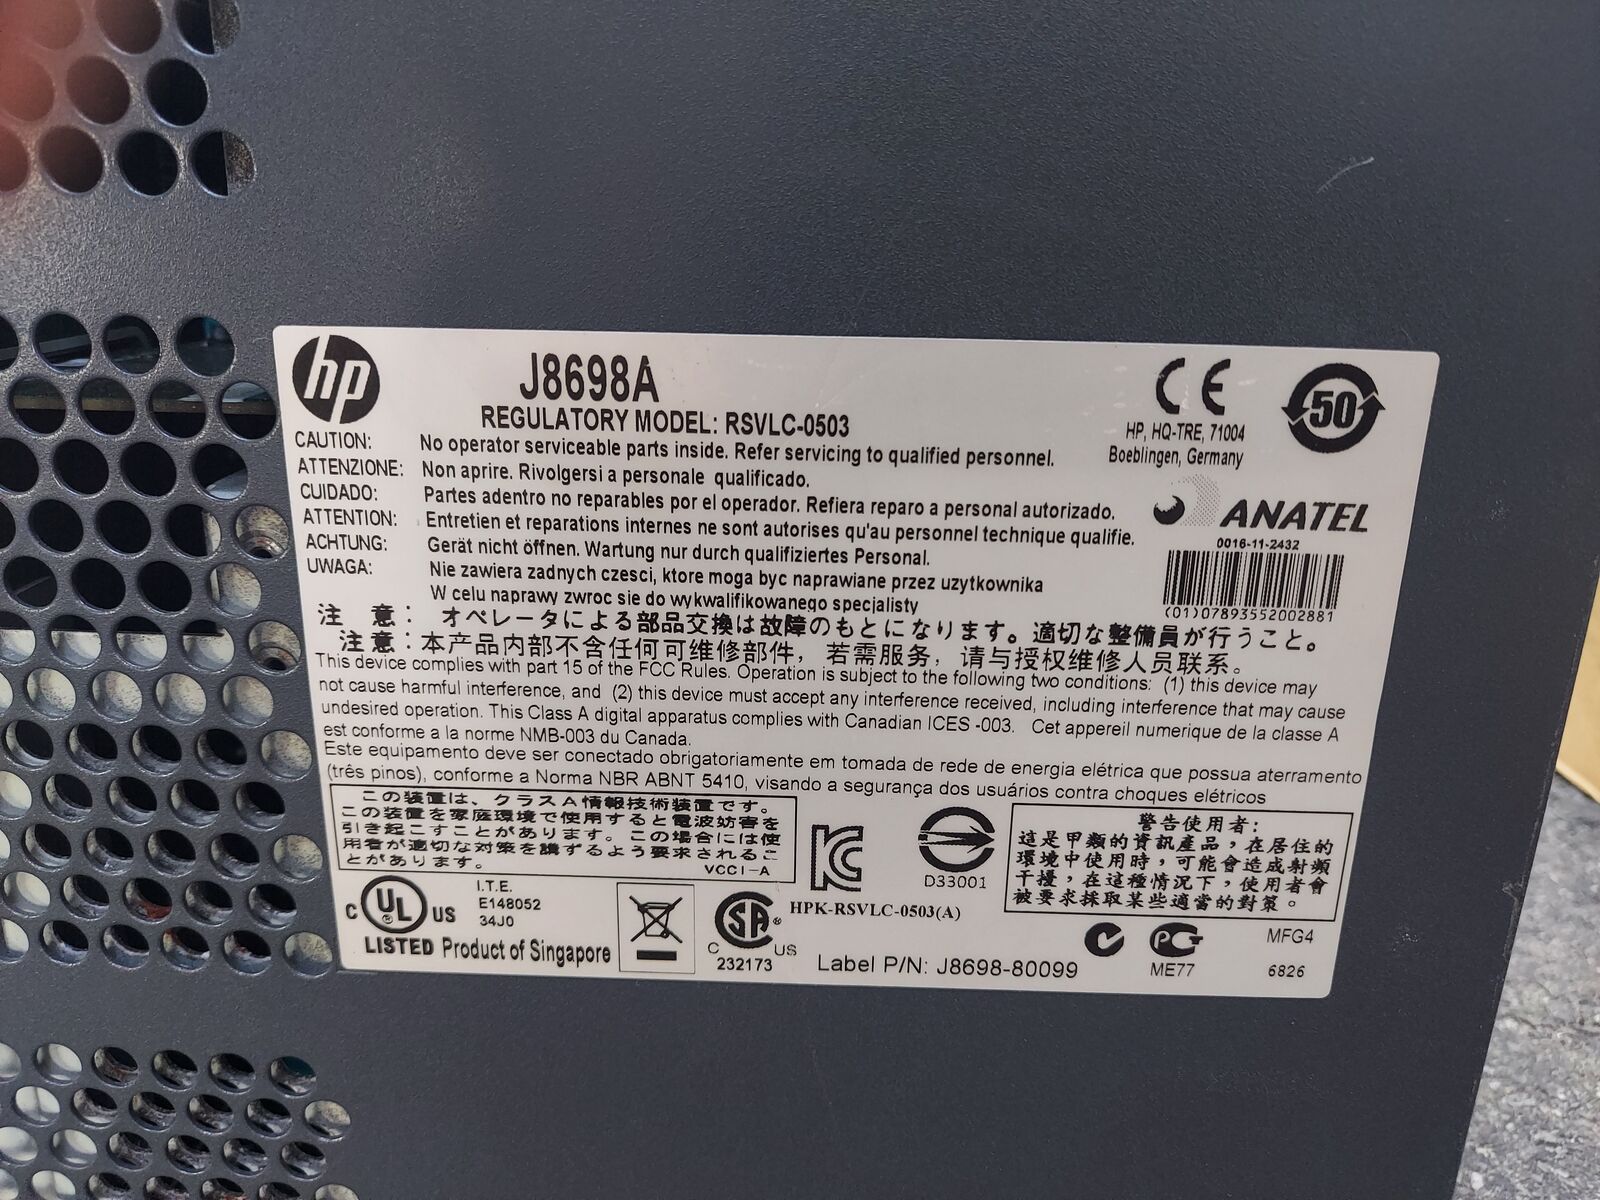 hp
J8698A
REGULATORY MODEL: RSVLC-0503
CE
HP, HQ-TRE, 71004
Boeblingen, Germany
50
CAUTION: No operator serviceable parts inside. Refer servicing to qualified personnel.
ATTENZIONE: Non aprire. Rivolgersi a personale qualificado.
CUIDADO: Partes adentro no reparables por el operador. Refiera reparo a personal autorizado.
ATTENTION: Entretien et reparations internes ne sont autorises qu'au personnel technique qualifie.
ACHTUNG: Gerät nicht öffnen. Wartung nur durch qualifiziertes Personal.
UWAGA: Nie zawiera zadnych czesci, ktore moga byc naprawiane przez uzytkownika
W celu naprawy zwroc sie do wykwalifikowanego specjalisty
ANATEL
0016-11-2432
(01)07893552002881
注 意: オペレータによる部品交換は故障のもとになります。適切な整備員が行うこと。
注意:本产品内部不含任何可维修部件，若需服务，请与授权维修人员联系。
This device complies with part 15 of the FCC Rules. Operation is subject to the following two conditions: (1) this device may
not cause harmful interference, and (2) this device must accept any interference received, including interference that may cause
undesired operation. This Class A digital apparatus complies with Canadian ICES -003. Cet appereil numerique de la classe A
est conforme a la norme NMB-003 du Canada.
Este equipamento deve ser conectado obrigatoriamente em tomada de rede de energia elétrica que possua aterramento
(três pinos), conforme a Norma NBR ABNT 5410, visando a segurança dos usuários contra choques elétricos
この装置は、クラスA情報技術装置です。
この装置を家庭環境で使用すると電波妨害を
引き起こすことがあります。この場合には使
用者が適切な対策を講ずるよう要求されるこ
とがあります。
VCCI-A
D33001
警告使用者:
這是甲類的資訊產品，在居住的
環境中使用時，可能會造成射頻
干擾，在這種情況下，使用者會
被要求採取某些適當的對策。
C UL US
®
I.T.E.
E148052
34J0
LISTED Product of Singapore
SA
®
C US
232173
HPK-RSVLC-0503(A)
Label P/N: J8698-80099
ME77
MFG4
6826